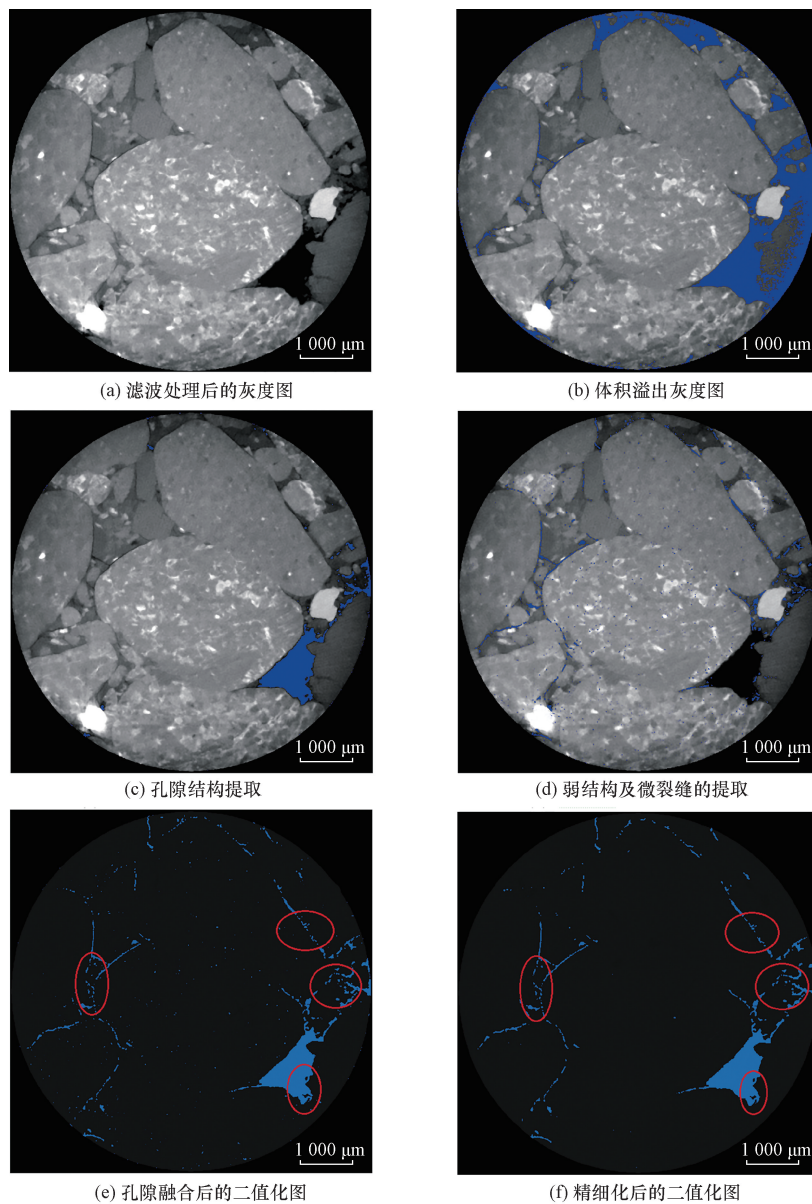 1 000 μm
1 000 μm
(a) 滤波处理后的灰度图
(b) 体积溢出灰度图
1 000 μm
1 000 μm
(c) 孔隙结构提取
(d) 弱结构及微裂缝的提取
1 000 μm
1 000 μm
(e) 孔隙融合后的二值化图
(f) 精细化后的二值化图